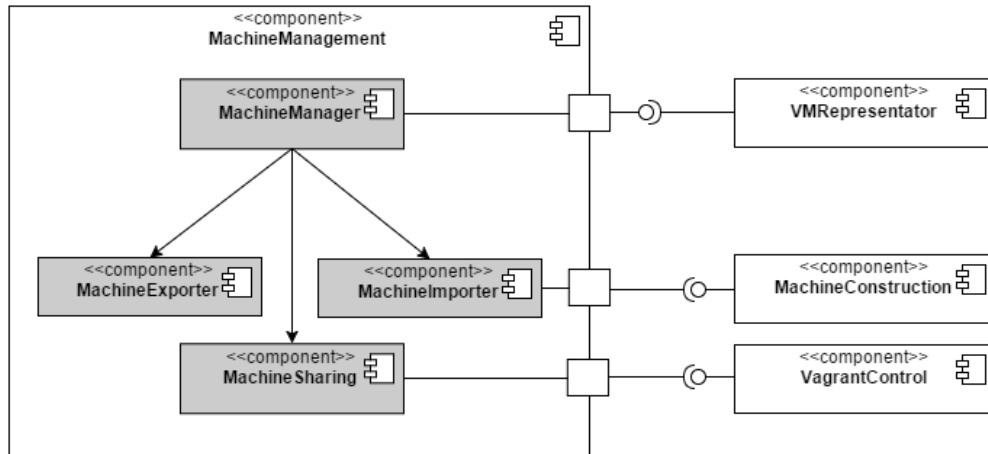 <<component>>
MachineManagement
<<component>>
MachineManager
<<component>>
VMRepresentator
<<component>>
MachineExporter
<<component>>
MachineImporter
<<component>>
MachineConstruction
<<component>>
MachineSharing
<<component>>
VagrantControl